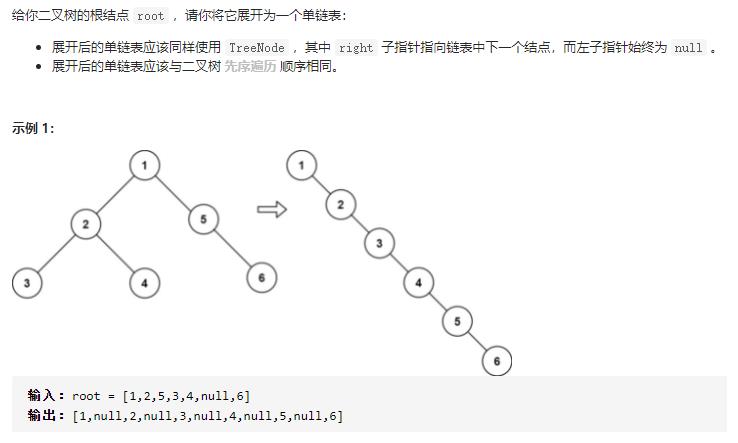 给你二叉树的根结点 root ，请你将它展开为一个单链表：
展开后的单链表应该同样使用 TreeNode ，其中 right 子指针指向链表中下一个结点，而左子指针始终为 null 。
展开后的单链表应该与二叉树 先序遍历 顺序相同。
示例 1：
1 1
2 5 2
3 4 6 3
4
5
6
输入：root = [1,2,5,3,4,null,6]
输出：[1,null,2,null,3,null,4,null,5,null,6]